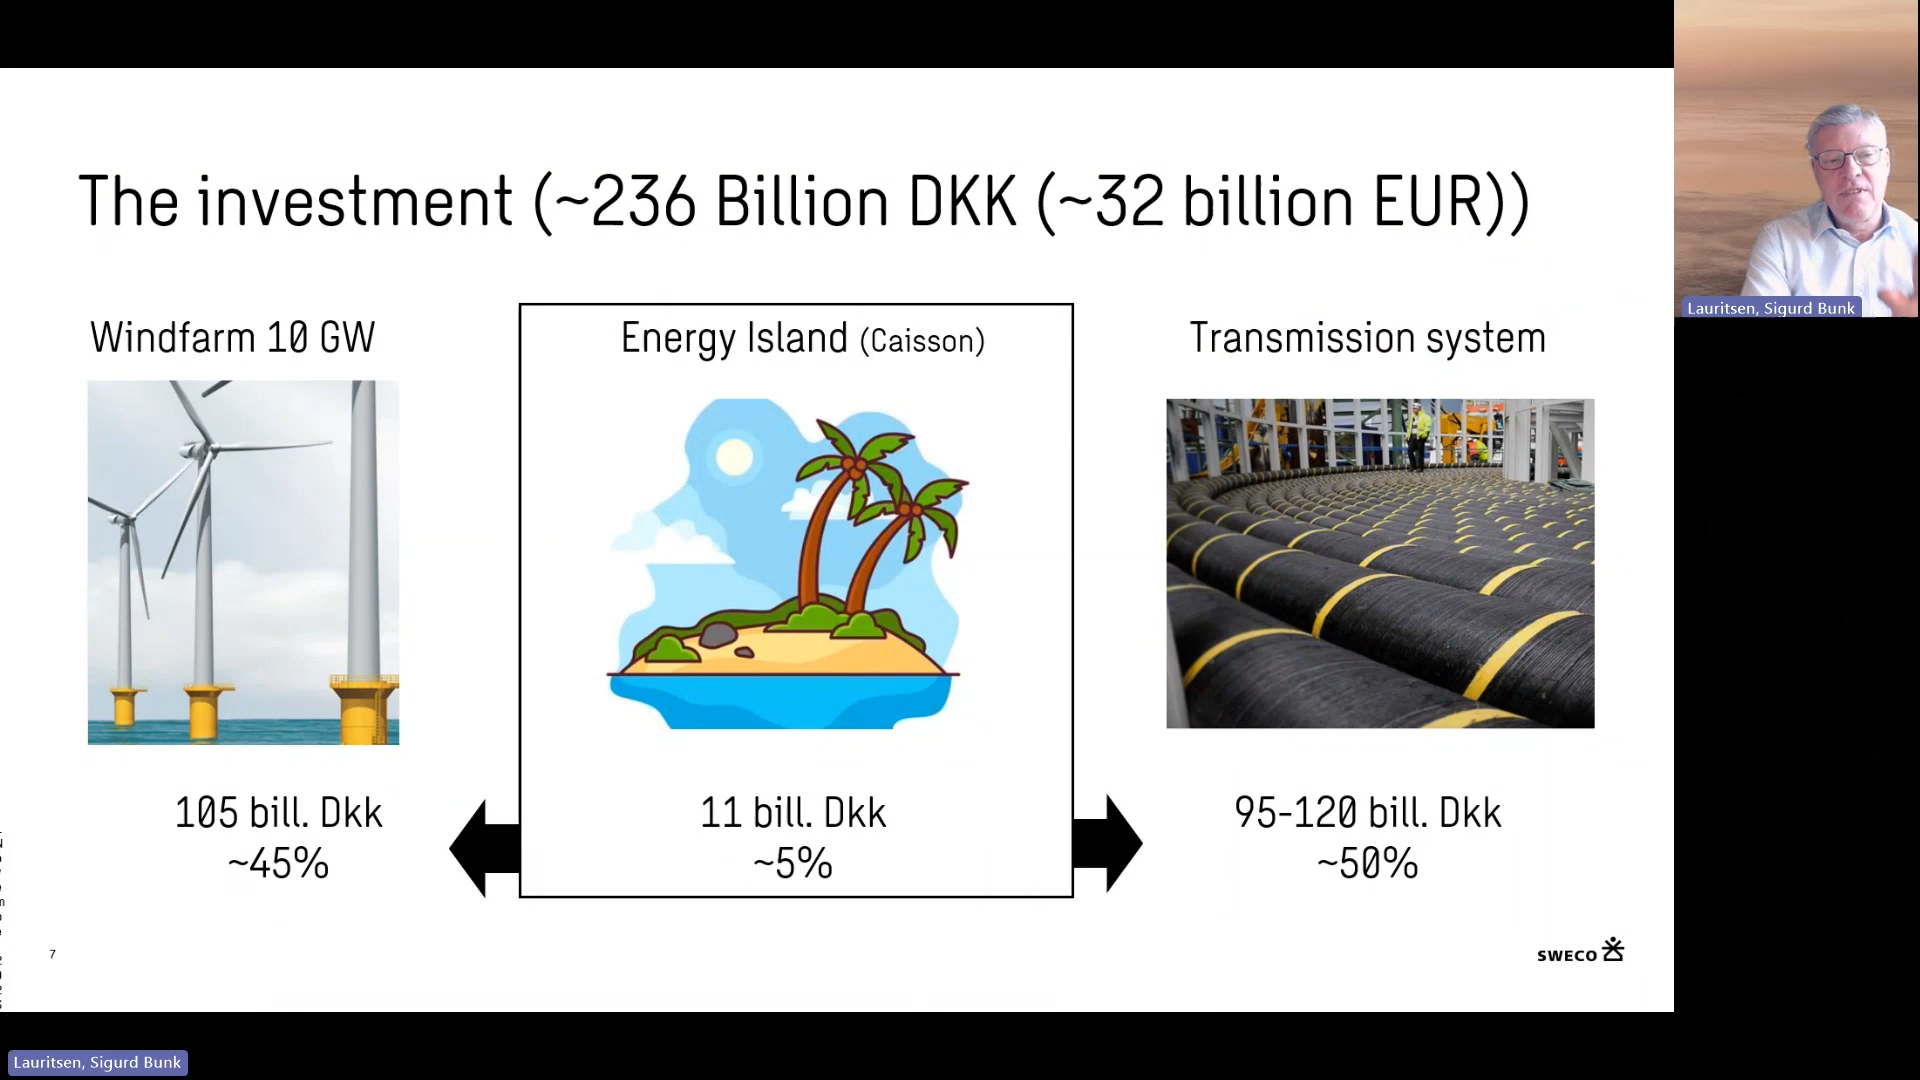 The investment (~236 Billion DKK (~32 billion EUR))
Windfarm 10 GW
Energy Island (Caisson)
Transmission system
105 bill. Dkk
~45%
11 bill. Dkk
~5%
95-120 bill. Dkk
~50%
7
SWECO
Lauritsen, Sigurd Bunk
Lauritsen, Sigurd Bunk